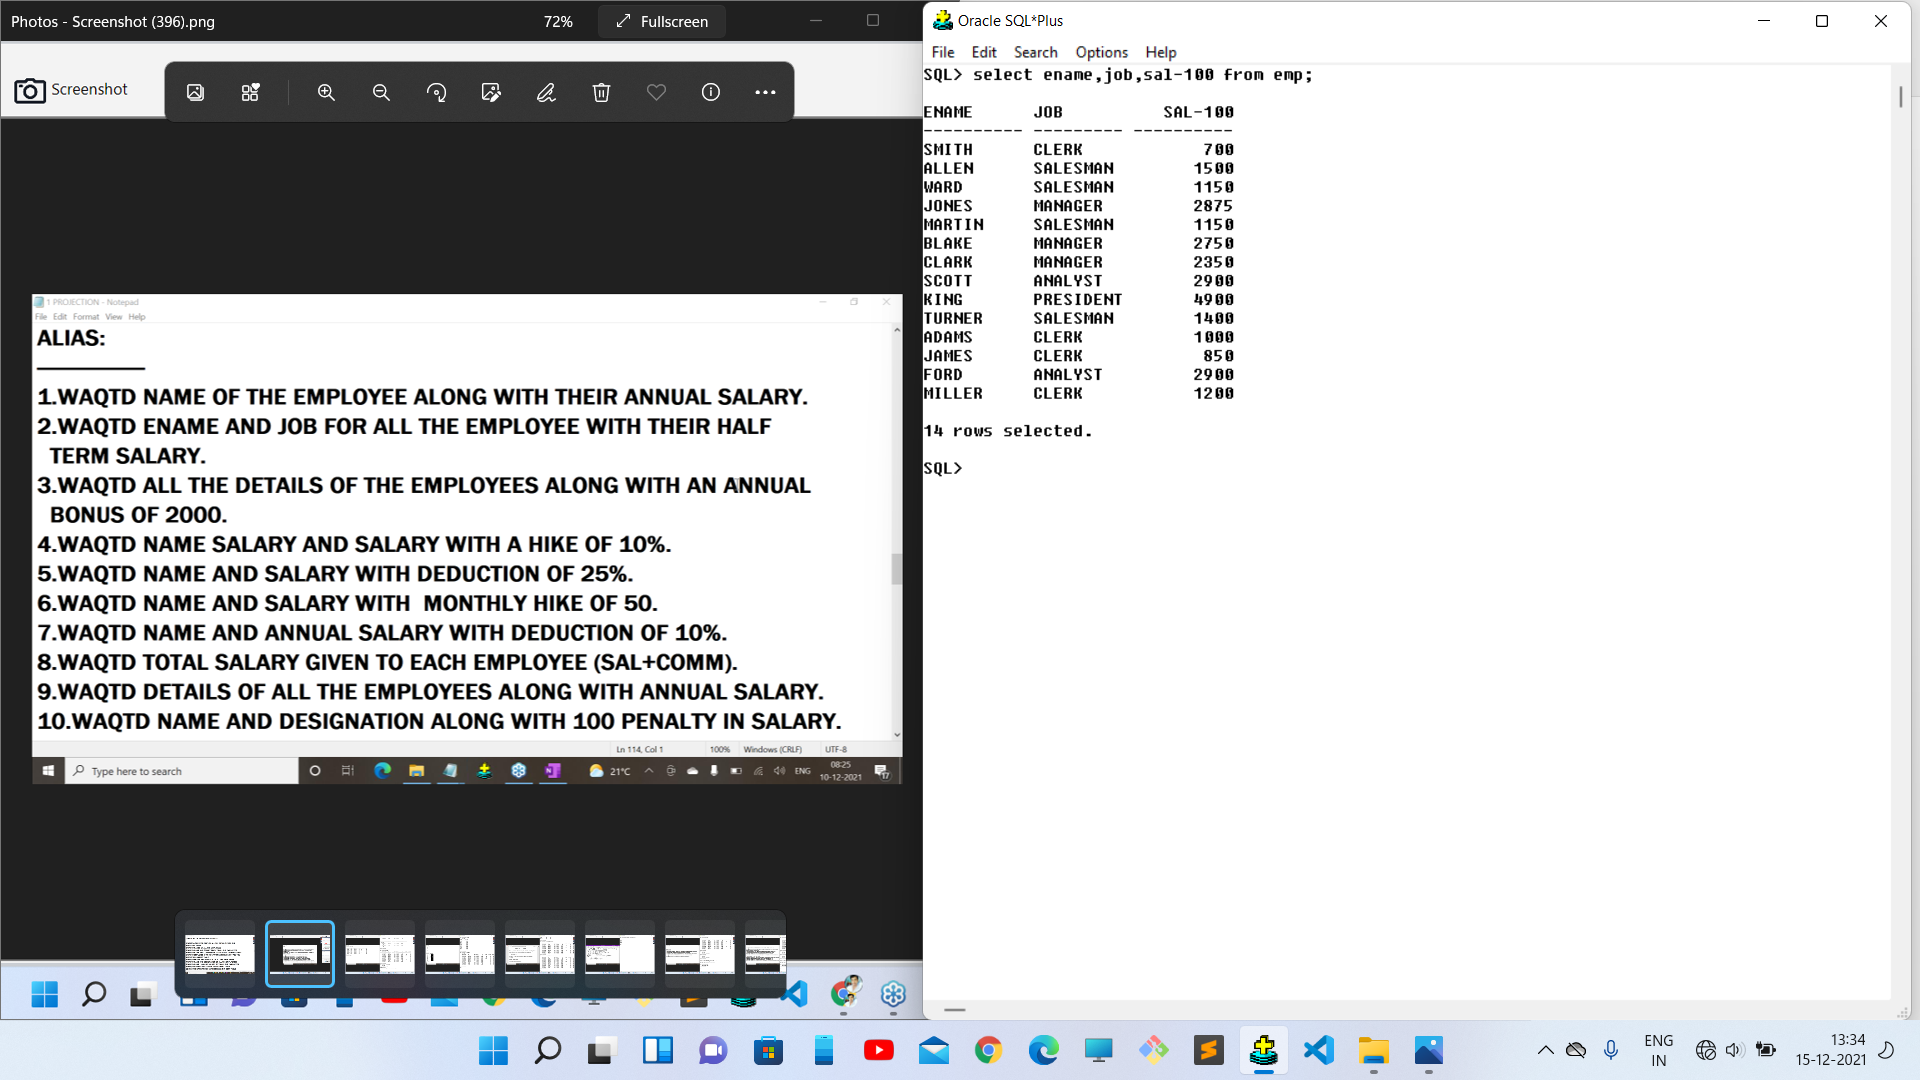 Photos - Screenshot (396).png
72%
Fullscreen
Screenshot
1 PROJECTION - Notepad
File Edit Format View Help
ALIAS:
1.WAQTD NAME OF THE EMPLOYEE ALONG WITH THEIR ANNUAL SALARY.
2.WAQTD ENAME AND JOB FOR ALL THE EMPLOYEE WITH THEIR HALF
TERM SALARY.
3.WAQTD ALL THE DETAILS OF THE EMPLOYEES ALONG WITH AN ANNUAL
BONUS OF 2000.
4.WAQTD NAME SALARY AND SALARY WITH A HIKE OF 10%.
5.WAQTD NAME AND SALARY WITH DEDUCTION OF 25%.
6.WAQTD NAME AND SALARY WITH  MONTHLY HIKE OF 50.
7.WAQTD NAME AND ANNUAL SALARY WITH DEDUCTION OF 10%.
8.WAQTD TOTAL SALARY GIVEN TO EACH EMPLOYEE (SAL+COMM).
9.WAQTD DETAILS OF ALL THE EMPLOYEES ALONG WITH ANNUAL SALARY.
10.WAQTD NAME AND DESIGNATION ALONG WITH 100 PENALTY IN SALARY.
Ln 114, Col 1 100% Windows (CRLF) UTF-8
Type here to search
21°C
ENG
08:25
10-12-2021
17
Oracle SQL*Plus
File Edit Search Options Help
SQL> select ename,job,sal-100 from emp;
ENAME JOB SAL-100
---------- --------- ----------
SMITH CLERK 700
ALLEN SALESMAN 1500
WARD SALESMAN 1150
JONES MANAGER 2875
MARTIN SALESMAN 1150
BLAKE MANAGER 2750
CLARK MANAGER 2350
SCOTT ANALYST 2900
KING PRESIDENT 4900
TURNER SALESMAN 1400
ADAMS CLERK 1000
JAMES CLERK 850
FORD ANALYST 2900
MILLER CLERK 1200
14 rows selected.
SQL>
ENG
IN
13:34
15-12-2021